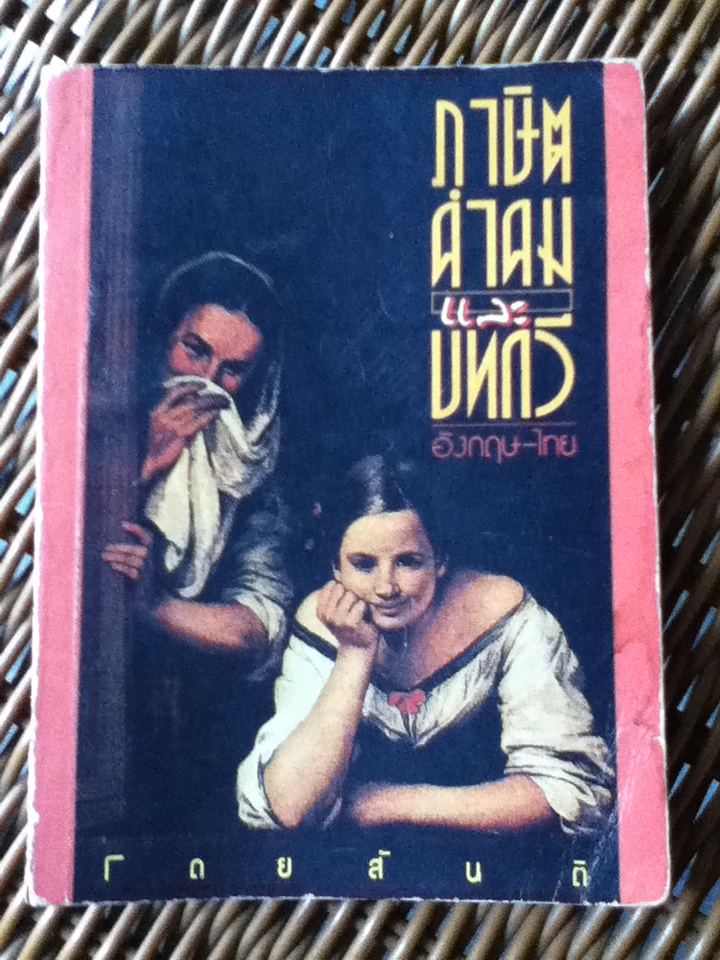 ภาษิต
คำคม
และ
บทกวี
อังกฤษ-ไทย
โดยสันติ